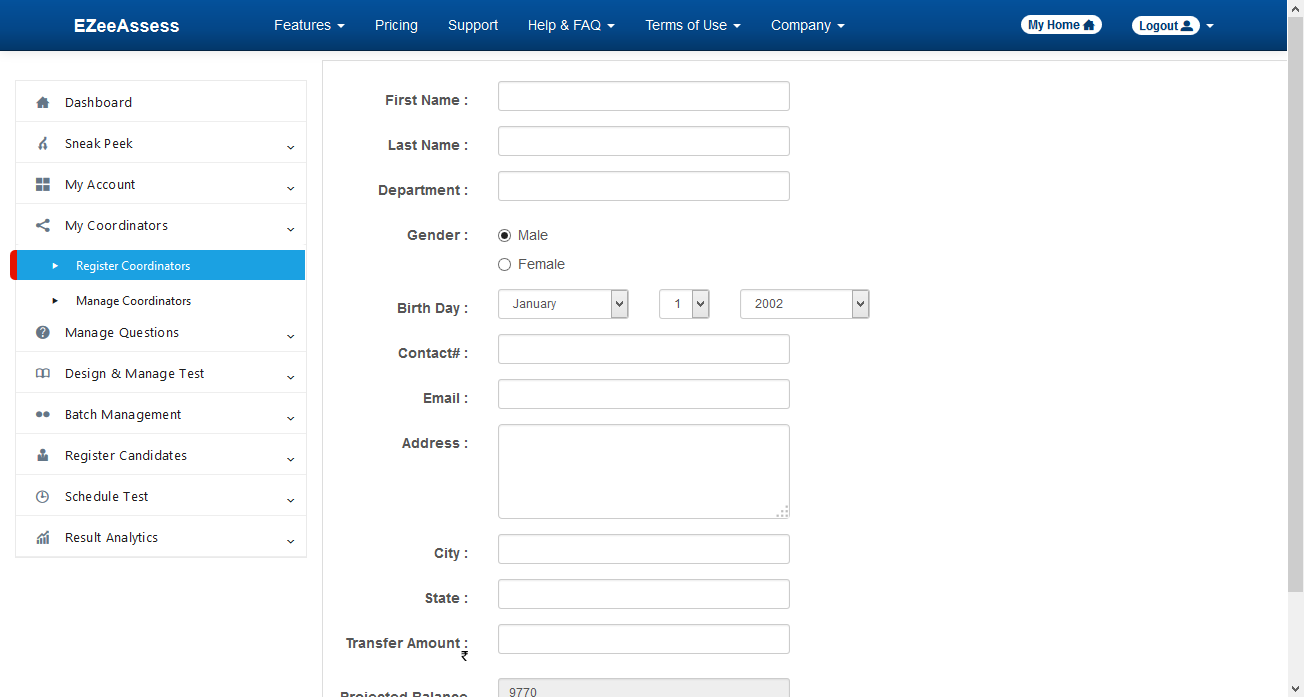 EZeeAssess Features Pricing Support Help & FAQ Terms of Use Company My Home Logout
Dashboard
Sneak Peek
My Account
My Coordinators
Register Coordinators
Manage Coordinators
Manage Questions
Design & Manage Test
Batch Management
Register Candidates
Schedule Test
Result Analytics
First Name :
Last Name :
Department :
Gender : Male
Female
Birth Day : January 1 2002
Contact# :
Email :
Address :
City :
State :
Transfer Amount :
₹
Projected Balance 9770